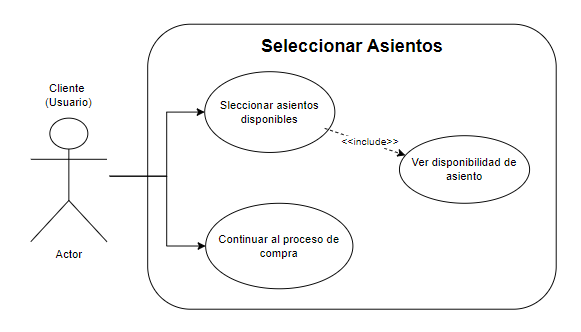 Seleccionar Asientos
Cliente
(Usuario)
Sleccionar asientos
disponibles
<<include>>
Ver disponibilidad de
asiento
Continuar al proceso de
compra
Actor